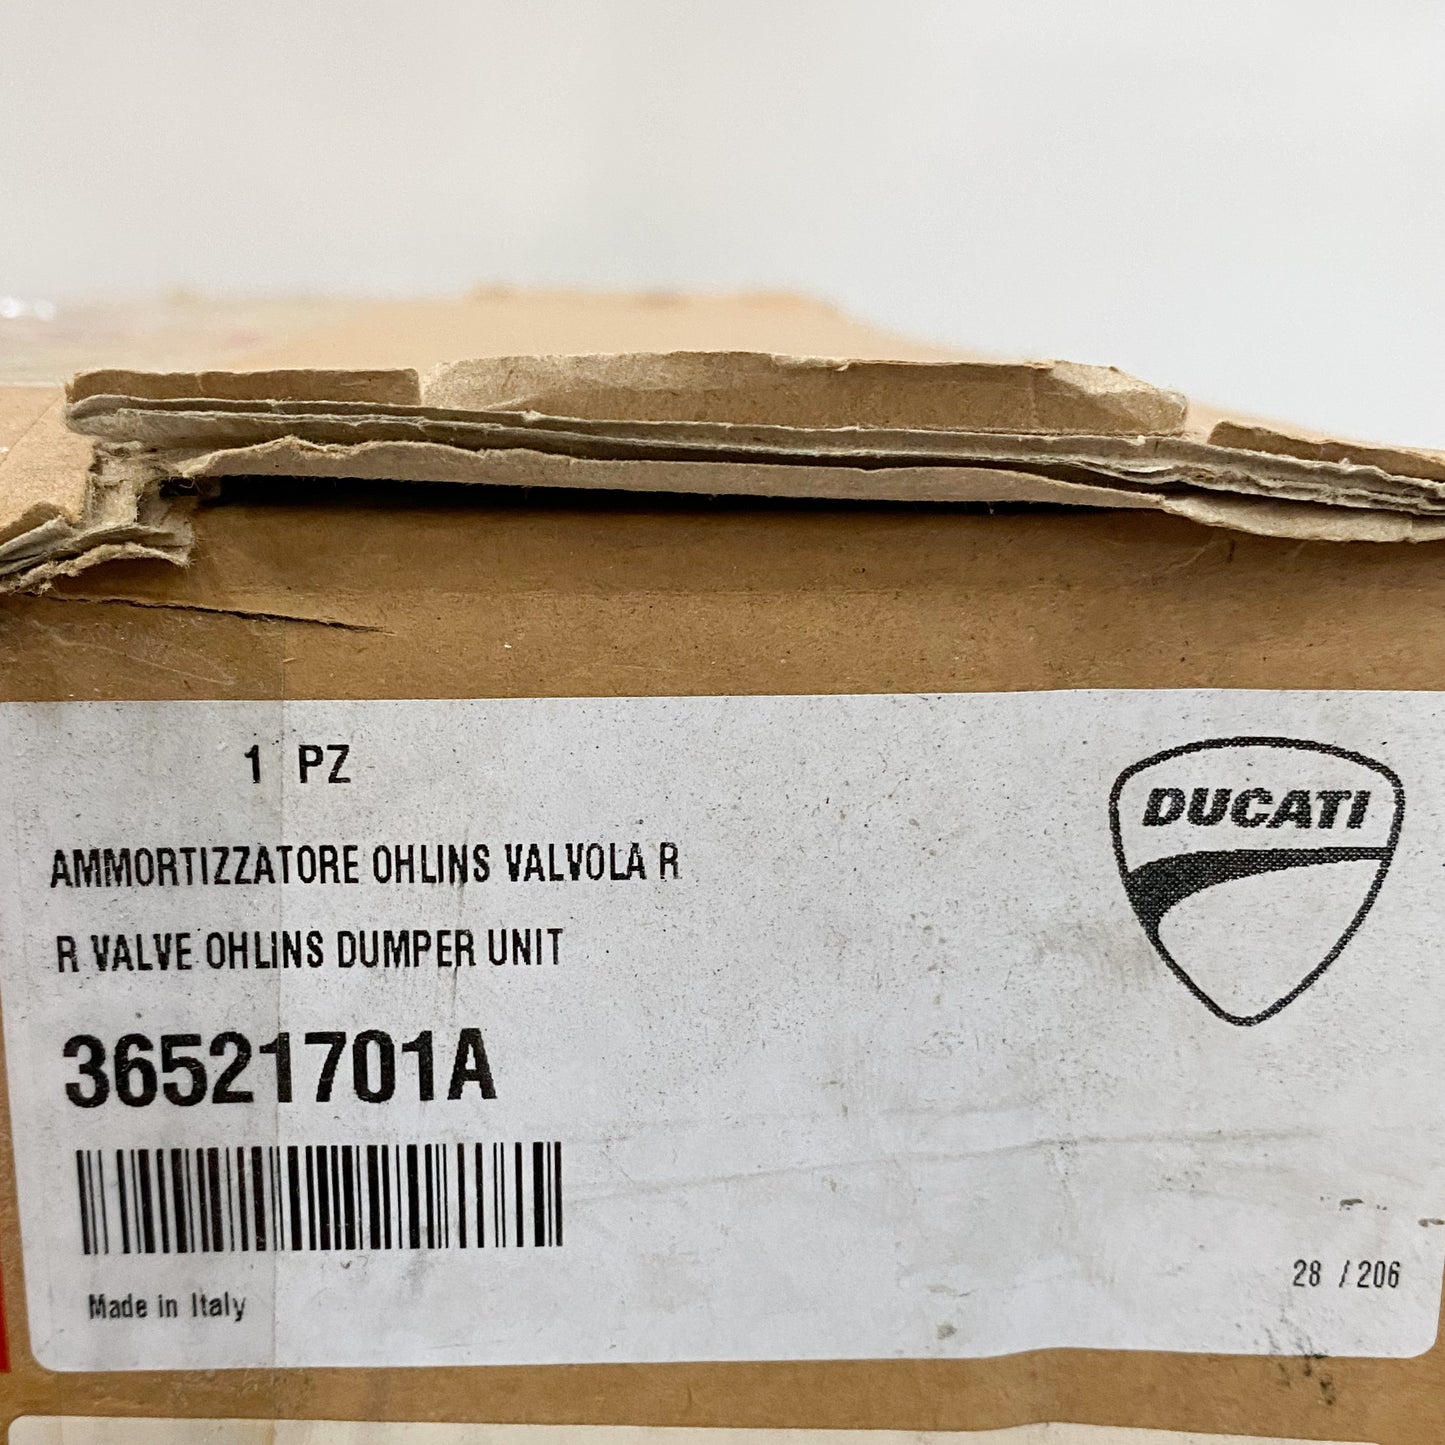 1 PZ
DUCATI
AMMORTIZZATORE OHLINS VALVOLA R
R VALVE OHLINS DUMPER UNIT
36521701A
28 / 206
Made in Italy